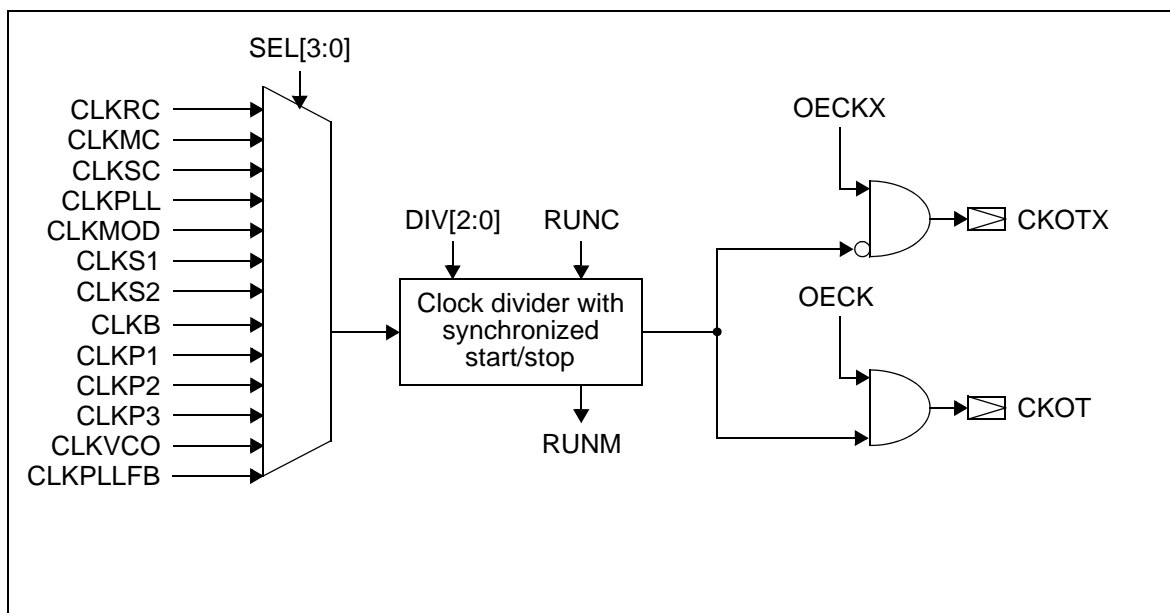 SEL[3:0]
CLKRC
CLKMC
CLKSC
CLKPLL
CLKMOD
CLKS1
CLKS2
CLKB
CLKP1
CLKP2
CLKP3
CLKVCO
CLKPLLFB
DIV[2:0]
RUNC
Clock divider with
synchronized
start/stop
RUNM
OECKX
CKOTX
OECK
CKOT